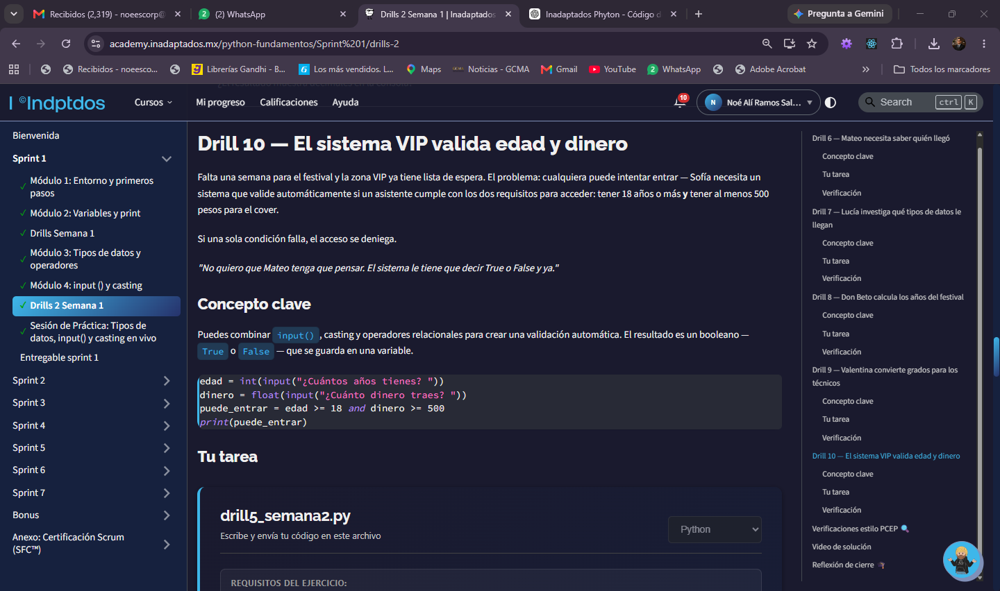 Recibidos (2,319) - noeescorp@
(2) WhatsApp
Drills 2 Semana 1 | Inadaptados
Inadaptados Phyton - Código d
Pregunta a Gemini
academy.inadaptados.mx/python-fundamentos/Sprint%201/drills-2
Recibidos - noeesco...
Librerías Gandhi - B...
Los más vendidos. L...
Maps
Noticias - GCMA
Gmail
YouTube
WhatsApp
Adobe Acrobat
Todos los marcadores
¿El resultado muestra decimales en la consola?
Indptdos
Cursos
Mi progreso
Calificaciones
Ayuda
10
N
Noé Alí Ramos Sal...
Search
ctrl
K
Bienvenida
Sprint 1
✓ Módulo 1: Entorno y primeros
pasos
✓ Módulo 2: Variables y print
✓ Drills Semana 1
✓ Módulo 3: Tipos de datos y
operadores
✓ Módulo 4: input () y casting
✓ Drills 2 Semana 1
✓ Sesión de Práctica: Tipos de
datos, input() y casting en vivo
Entregable sprint 1
Sprint 2
Sprint 3
Sprint 4
Sprint 5
Sprint 6
Sprint 7
Bonus
Anexo: Certificación Scrum
(SFC™)
Drill 10 — El sistema VIP valida edad y dinero
Falta una semana para el festival y la zona VIP ya tiene lista de espera. El problema: cualquiera puede intentar entrar — Sofía necesita un
sistema que valide automáticamente si un asistente cumple con los dos requisitos para acceder: tener 18 años o más y tener al menos 500
pesos para el cover.
Si una sola condición falla, el acceso se deniega.
"No quiero que Mateo tenga que pensar. El sistema le tiene que decir True o False y ya."
Concepto clave
Puedes combinar input(), casting y operadores relacionales para crear una validación automática. El resultado es un booleano —
True o False — que se guarda en una variable.
edad = int(input("¿Cuántos años tienes? "))
dinero = float(input("¿Cuánto dinero traes? "))
puede_entrar = edad >= 18 and dinero >= 500
print(puede_entrar)
Tu tarea
drill5_semana2.py
Escribe y envía tu código en este archivo
Python
REQUISITOS DEL EJERCICIO:
Drill 6 — Mateo necesita saber quién llegó
Concepto clave
Tu tarea
Verificación
Drill 7 — Lucía investiga qué tipos de datos le
llegan
Concepto clave
Tu tarea
Verificación
Drill 8 — Don Beto calcula los años del festival
Concepto clave
Tu tarea
Verificación
Drill 9 — Valentina convierte grados para los
técnicos
Concepto clave
Tu tarea
Verificación
Drill 10 — El sistema VIP valida edad y dinero
Concepto clave
Tu tarea
Verificación
Verificaciones estilo PCEP
Video de solución
Reflexión de cierre